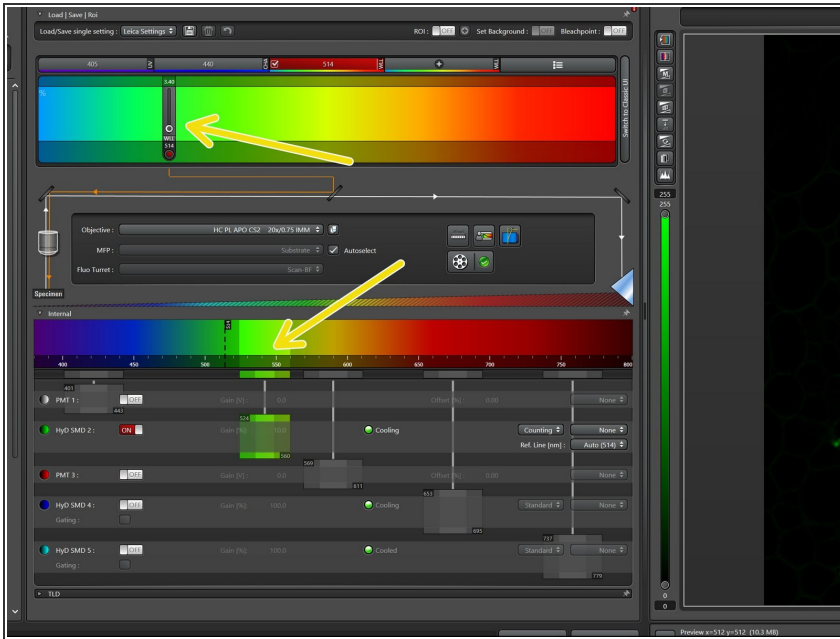 Load | Save | Roi
Load/Save single setting : Leica Settings
ROI : OFF Set Background : OFF Bleachpoint : OFF
405 UV 440 514 WLL WLL
Switch to Classic UI
%
3.40
WLL
514
255
255
Objective : HC PL APO CS2 20x/0.75 IMM
MFP : Substrate Autoselect
Fluo Turret : Scan-BF
Specimen
Internal
514
400 450 500 550 600 650 700 750 800
401
PMT 1 : OFF Gain [V] : 0.0 Offset [%] : 0.00 None
443
524
HyD SMD 2 : ON Gain [%] : 10.0 Cooling Counting None
Ref. Line [nm] : Auto (514)
560
569
PMT 3 : OFF Gain [V] : 0.0 Offset [%] : 0.00 None
611
653
HyD SMD 4 : OFF Gain [%] : 100.0 Cooling Standard None
Gating :
695
737
HyD SMD 5 : OFF Gain [%] : 100.0 Cooled Standard None
Gating :
779
0
0
TLD
Preview x=512 y=512 (10.3 MB)